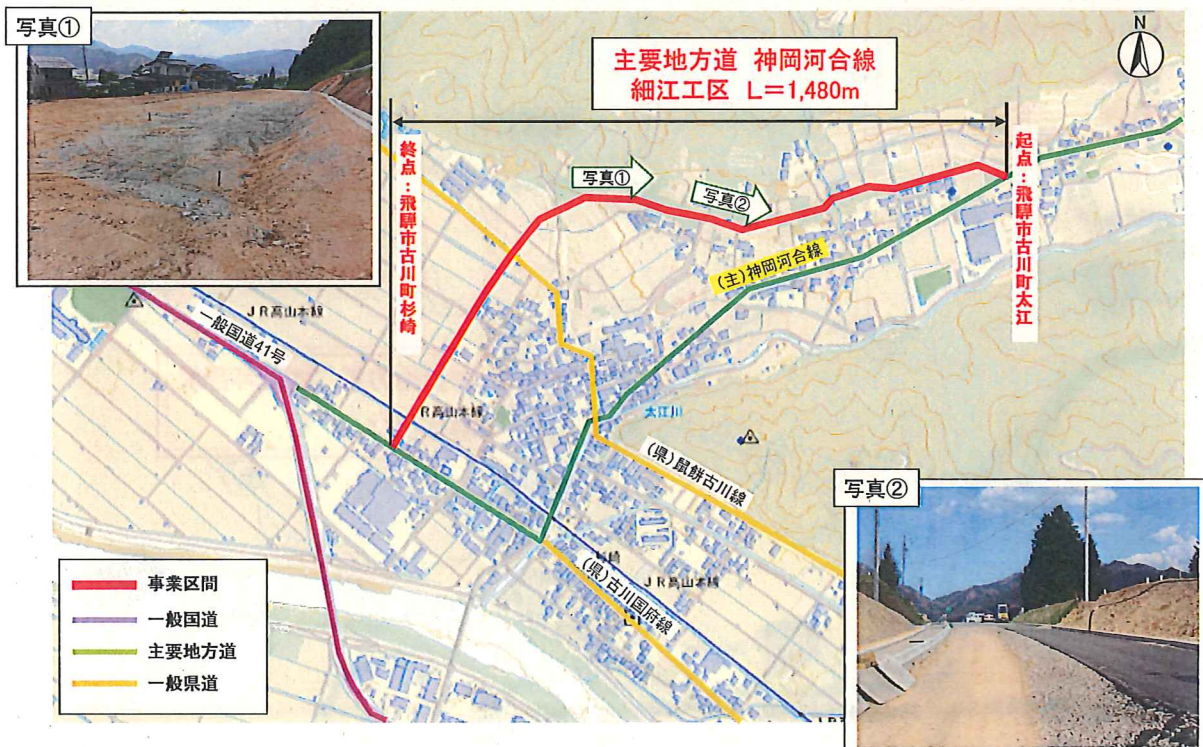 写真①
主要地方道 神岡河合線
細江工区 L=1,480m
N
終点:飛騨市古川町杉崎
起点:飛騨市古川町太江
写真①
写真②
(主)神岡河合線
JR高山本線
一般国道41号
R高山本線
太江川
(県)鼠餅古川線
写真②
杉崎
(県)古川国府線
JR高山本線
事業区間
一般国道
主要地方道
一般県道